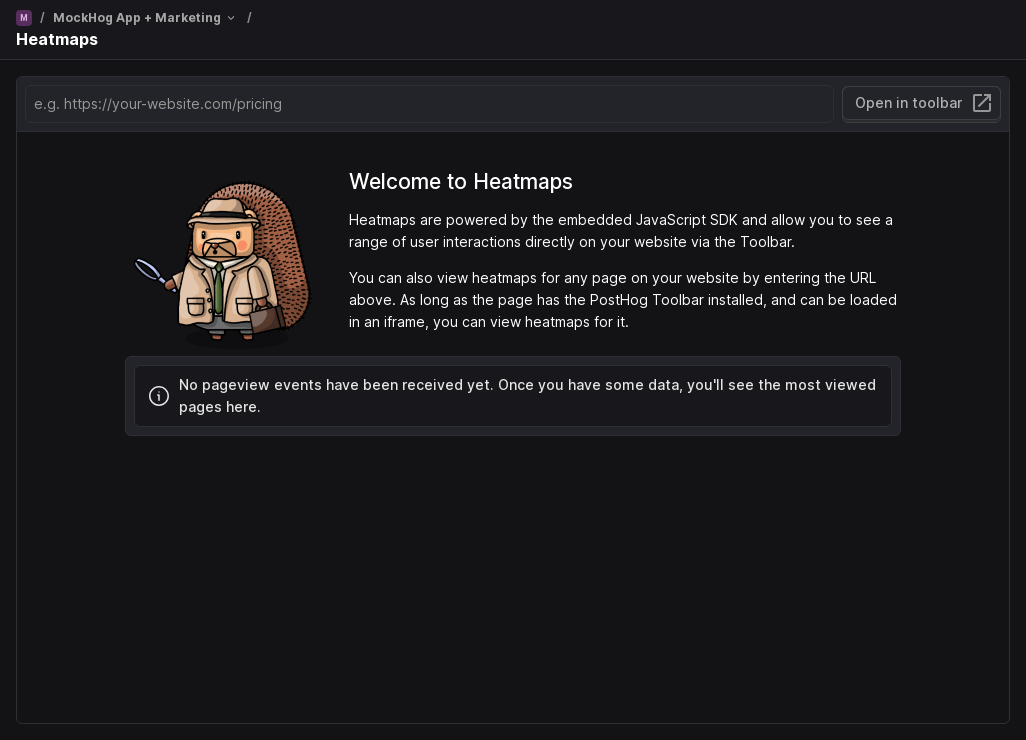 M / MockHog App + Marketing /
Heatmaps
e.g. https://your-website.com/pricing
Open in toolbar
Welcome to Heatmaps
Heatmaps are powered by the embedded JavaScript SDK and allow you to see a
range of user interactions directly on your website via the Toolbar.
You can also view heatmaps for any page on your website by entering the URL
above. As long as the page has the PostHog Toolbar installed, and can be loaded
in an iframe, you can view heatmaps for it.
No pageview events have been received yet. Once you have some data, you'll see the most viewed
pages here.